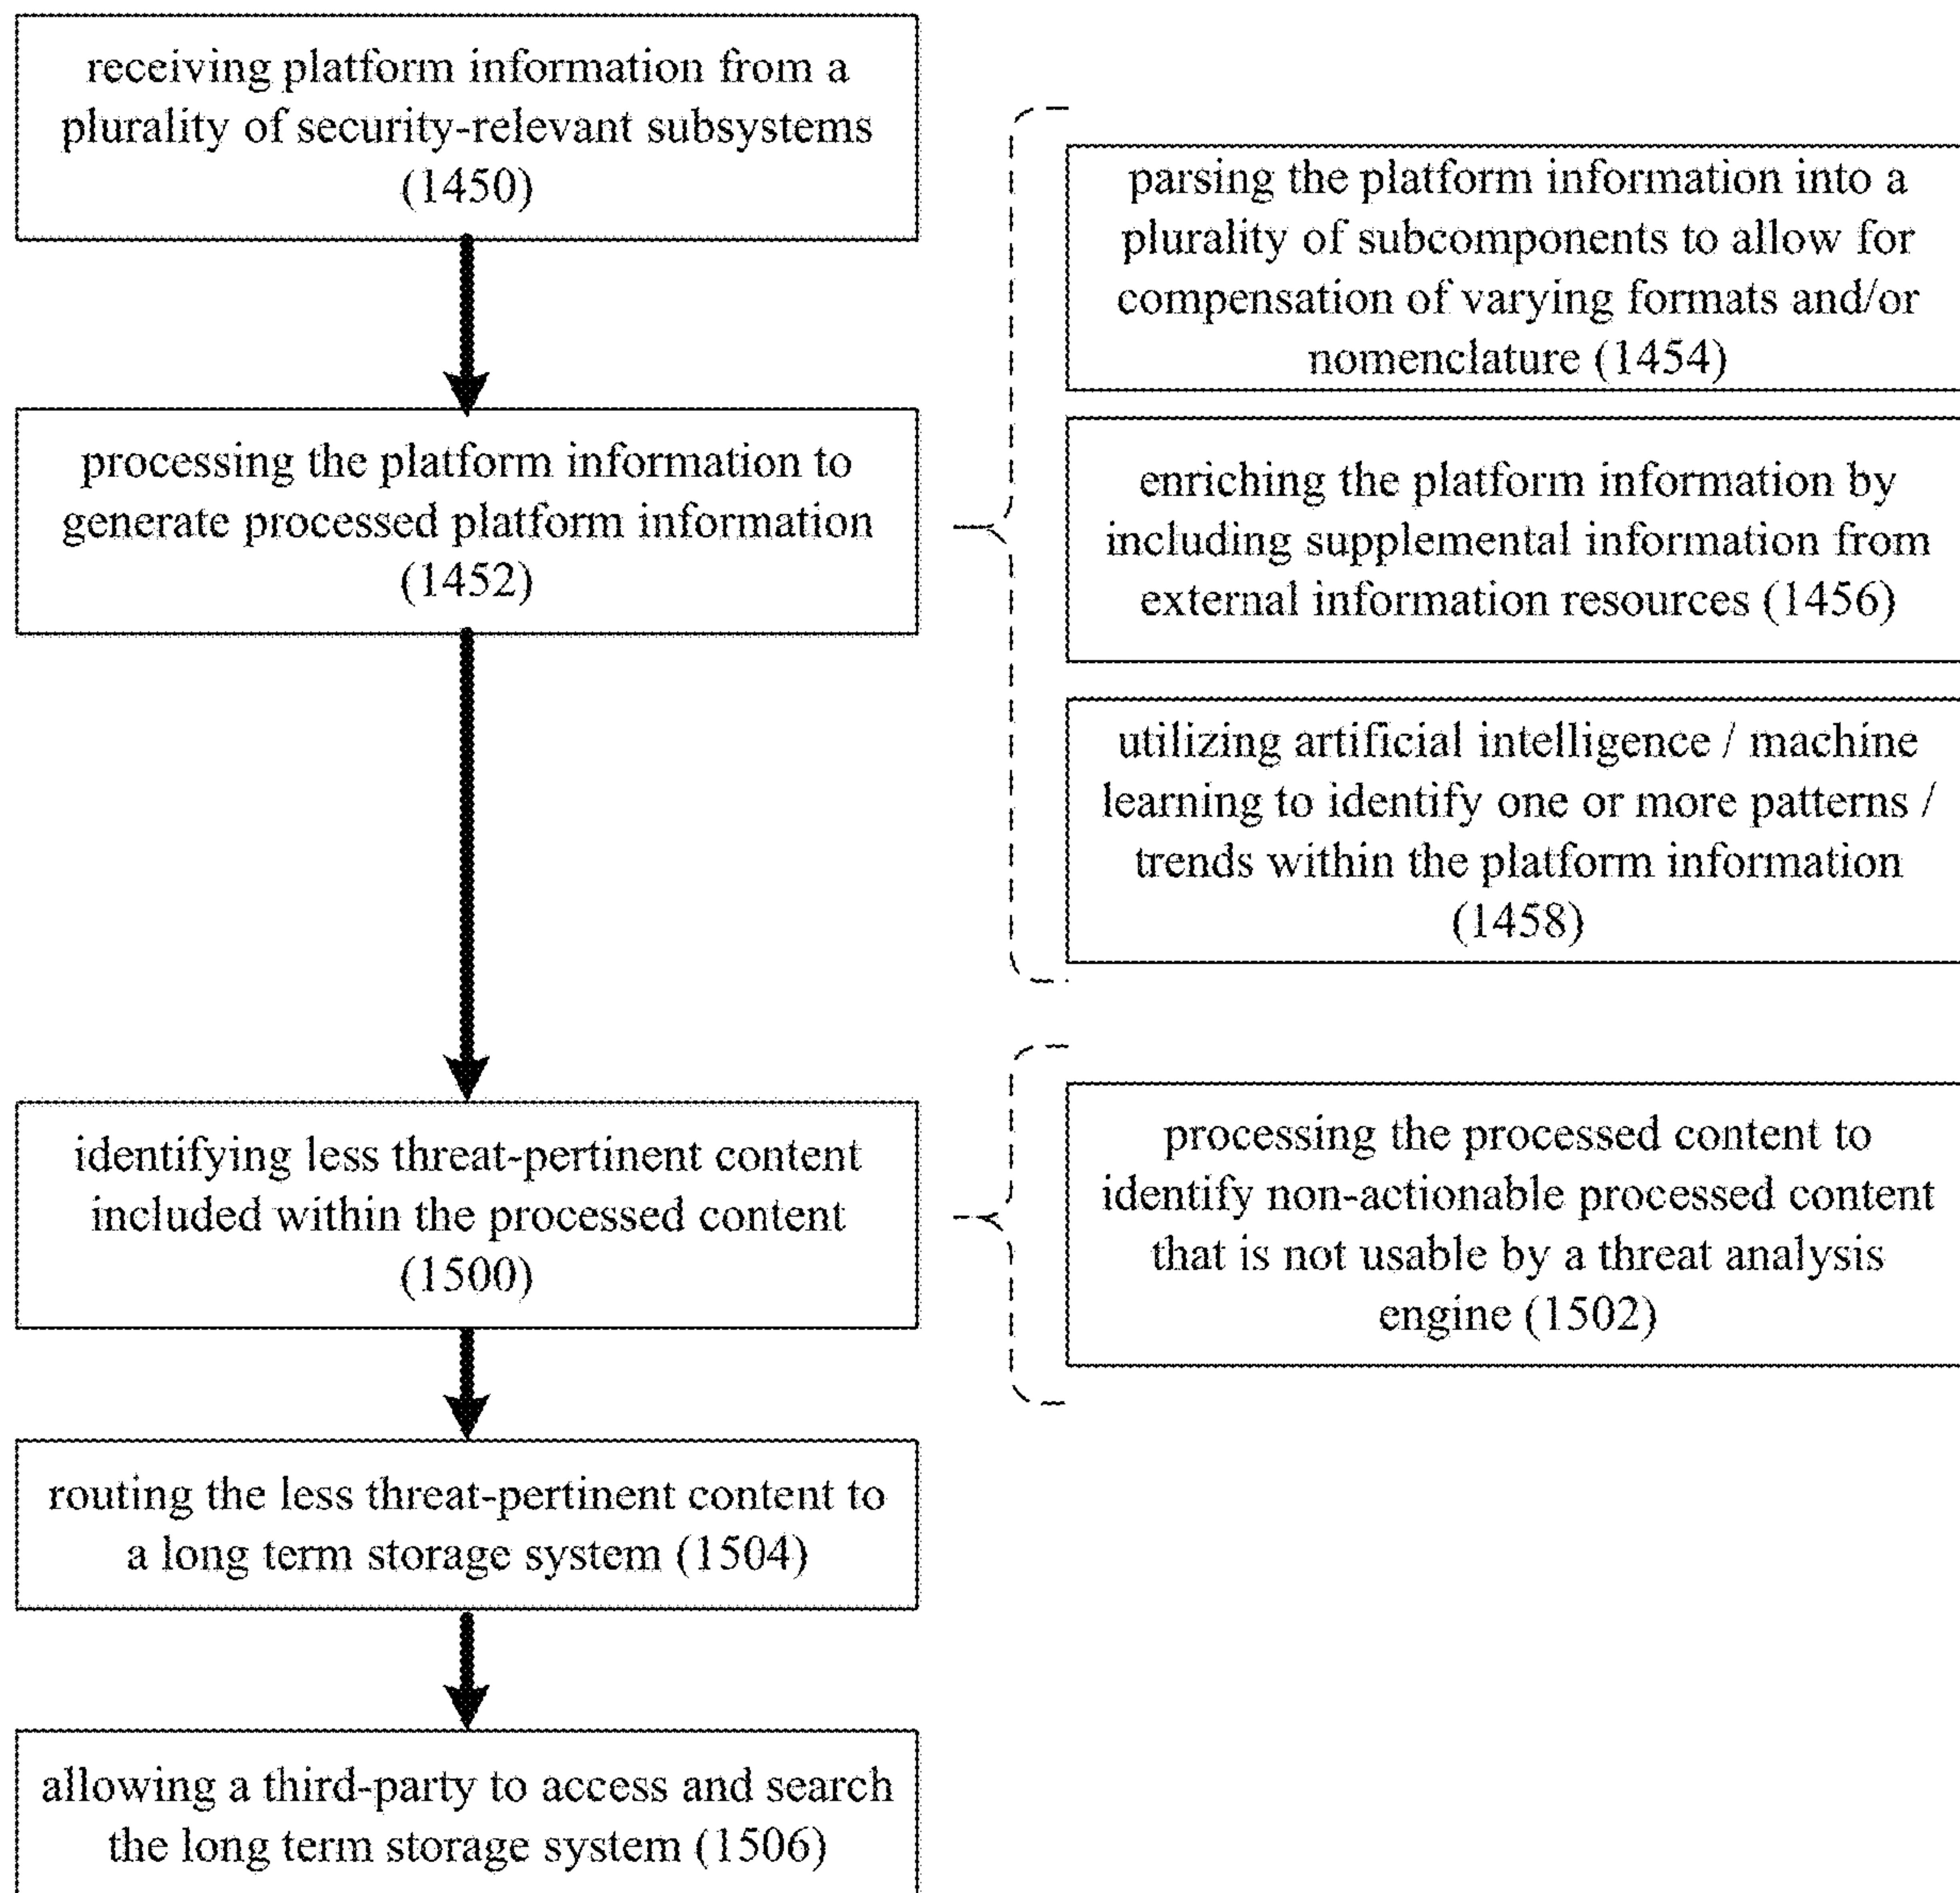 receiving platform information from a
plurality of security-relevant subsystems
(1450)
processing the platform information to
generate processed platform information
(1452)
parsing the platform information into a
plurality of subcomponents to allow for
compensation of varying formats and/or
nomenclature (1454)
enriching the platform information by
including supplemental information from
external information resources (1456)
utilizing artificial intelligence / machine
learning to identify one or more patterns /
trends within the platform information
(1458)
identifying less threat-pertinent content
included within the processed content
(1500)
processing the processed content to
identify non-actionable processed content
that is not usable by a threat analysis
engine (1502)
routing the less threat-pertinent content to
a long term storage system (1504)
allowing a third-party to access and search
the long term storage system (1506)